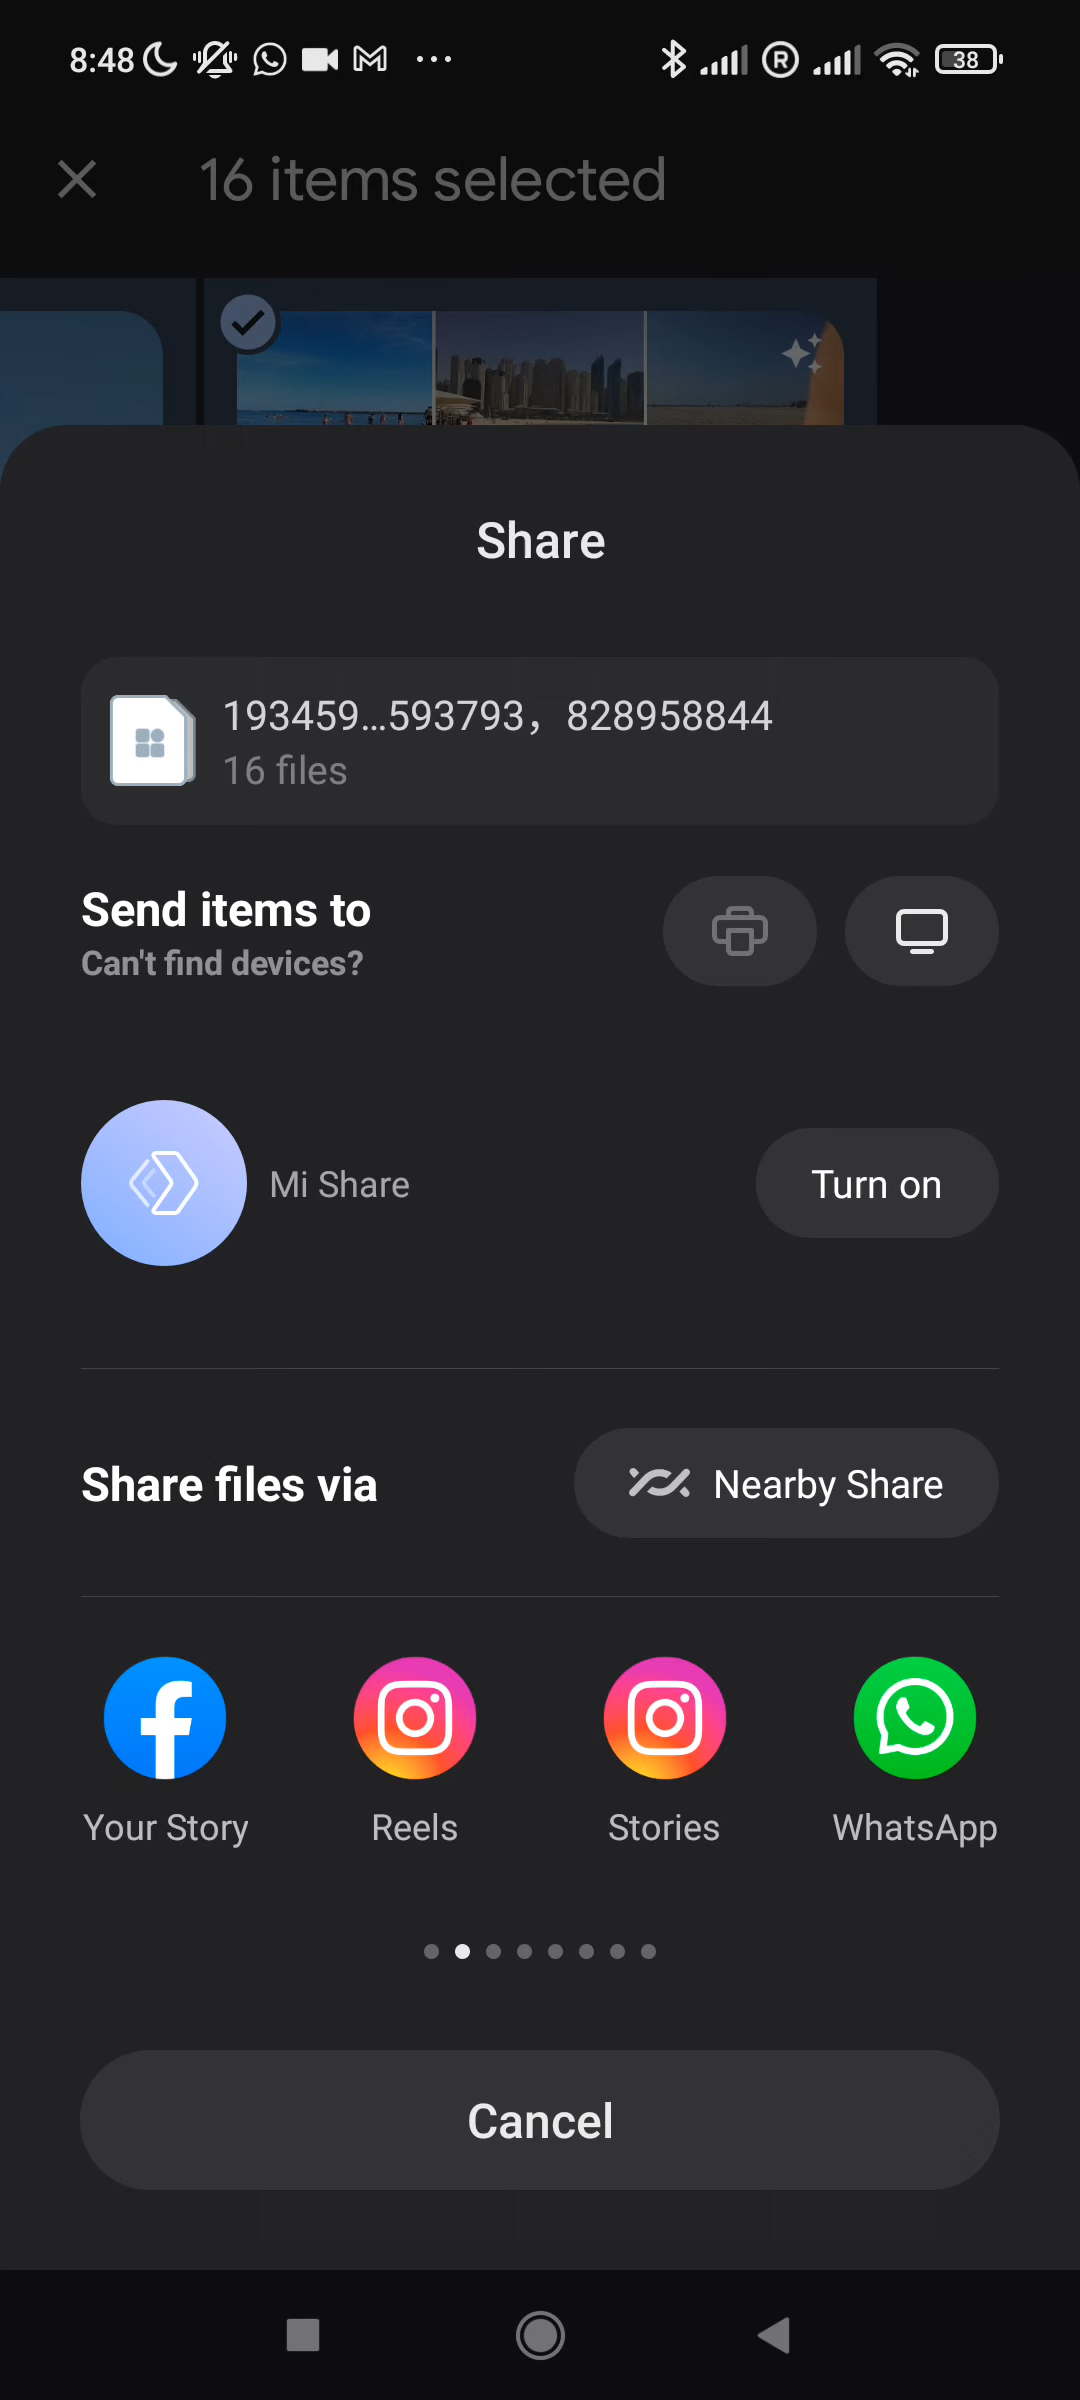 8:48
38
16 items selected
Share
193459...593793, 828958844
16 files
Send items to
Can't find devices?
Mi Share
Turn on
Share files via
Nearby Share
Your Story
Reels
Stories
WhatsApp
Cancel